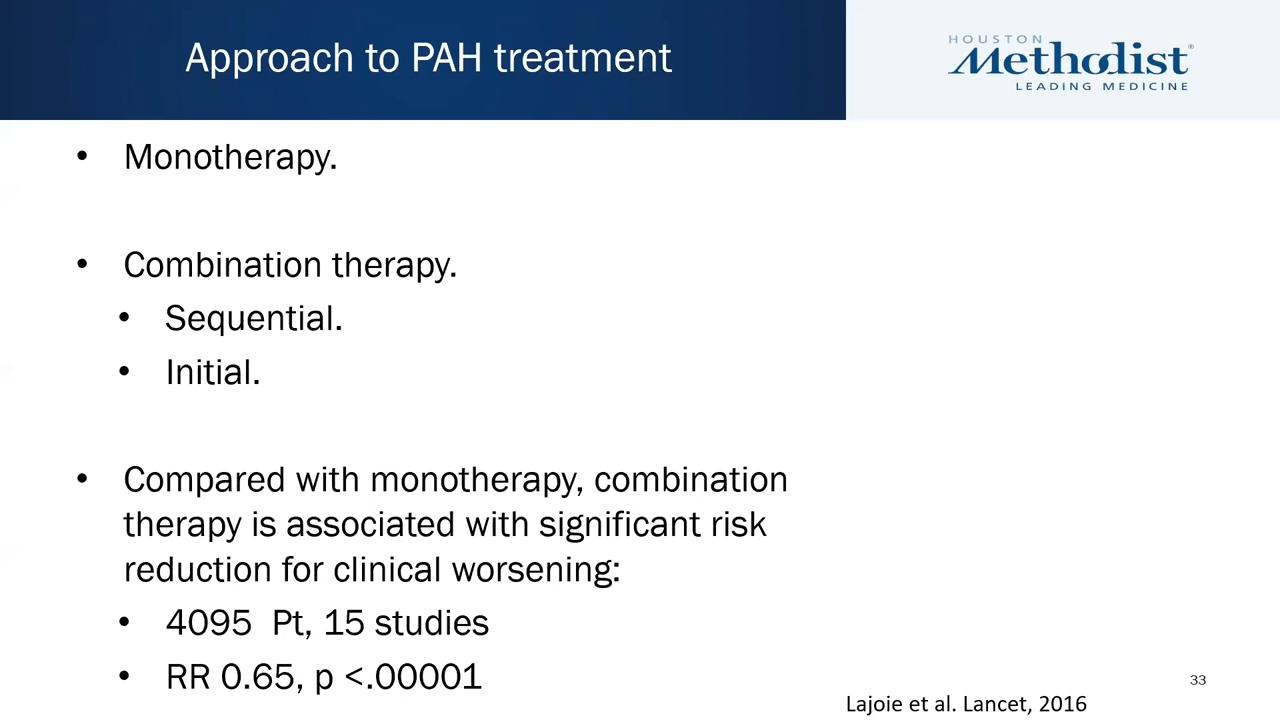 Approach to PAH treatment
HOUSTON
Methodist®
LEADING MEDICINE
• Monotherapy.
• Combination therapy.
• Sequential.
• Initial.
• Compared with monotherapy, combination
therapy is associated with significant risk
reduction for clinical worsening:
• 4095 Pt, 15 studies
• RR 0.65, p <.00001
33
Lajoie et al. Lancet, 2016